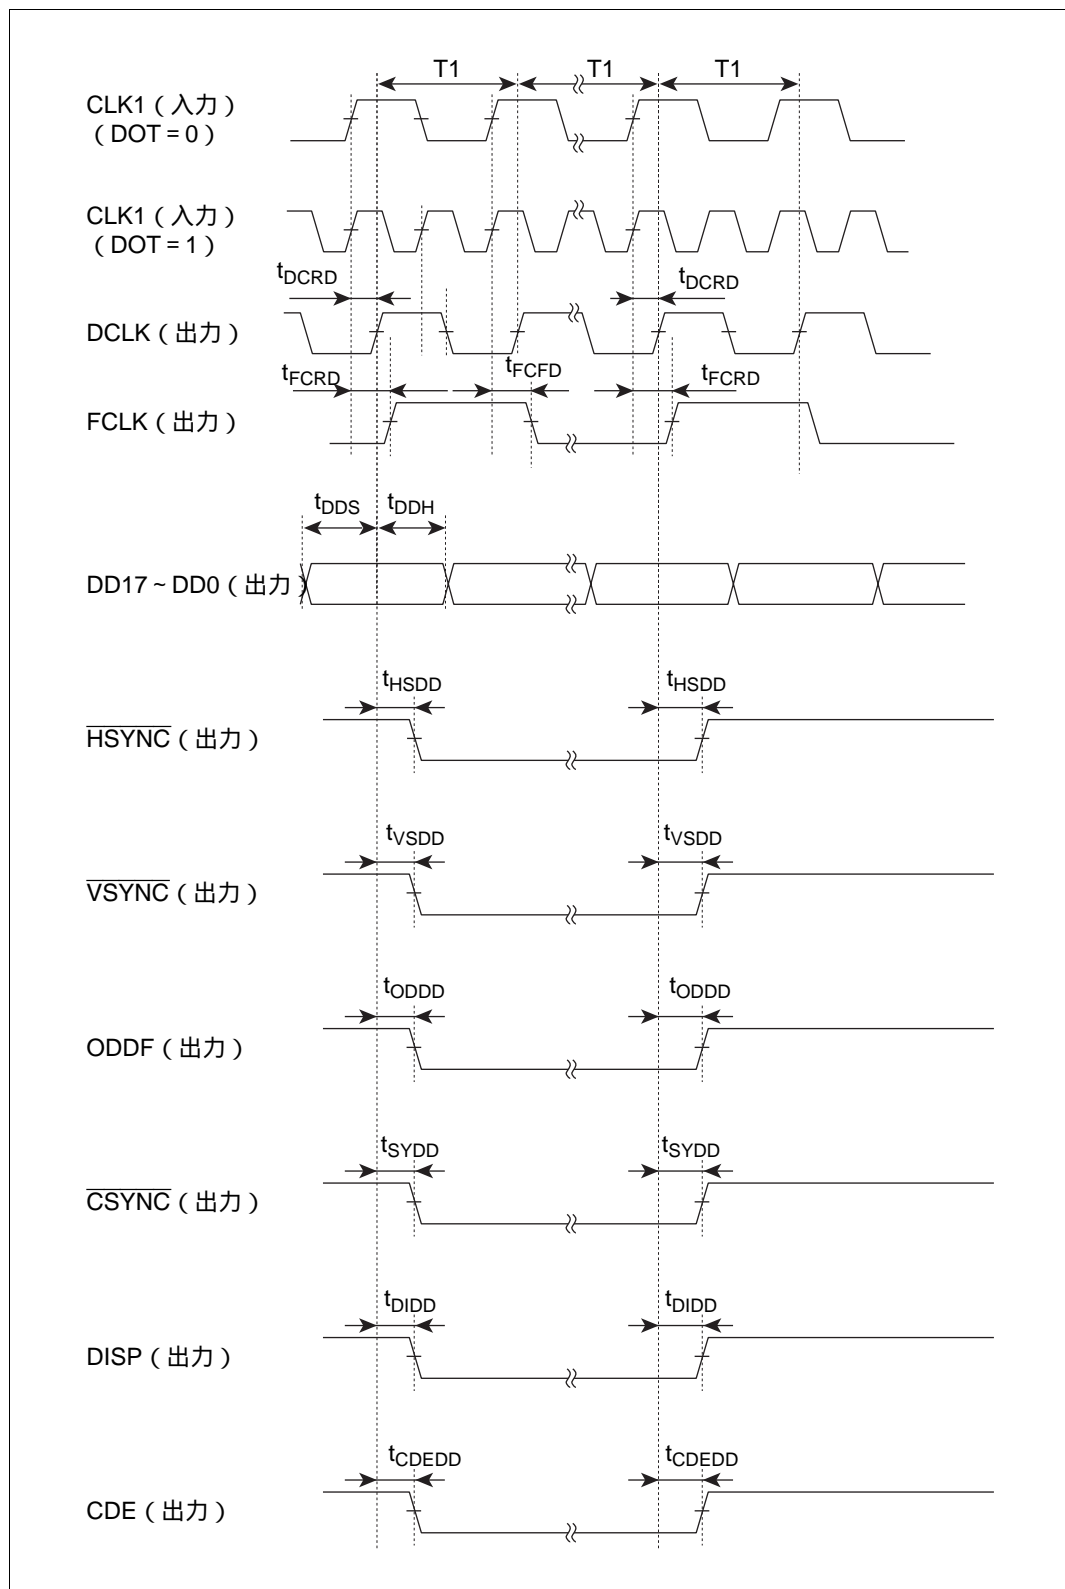 T1 T1 T1
CLK1（入力）
（DOT = 0）
CLK1（入力）
（DOT = 1）
tDCRD tDCRD
DCLK（出力）
tFCRD tFCFD tFCRD
FCLK（出力）
tDDS tDDH
DD17 ~ DD0（出力）
tHSDD tHSDD
HSYNC（出力）
tVSDD tVSDD
VSYNC（出力）
tODDD tODDD
ODDF（出力）
tSYDD tSYDD
CSYNC（出力）
tDIDD tDIDD
DISP（出力）
tCDEDD tCDEDD
CDE（出力）